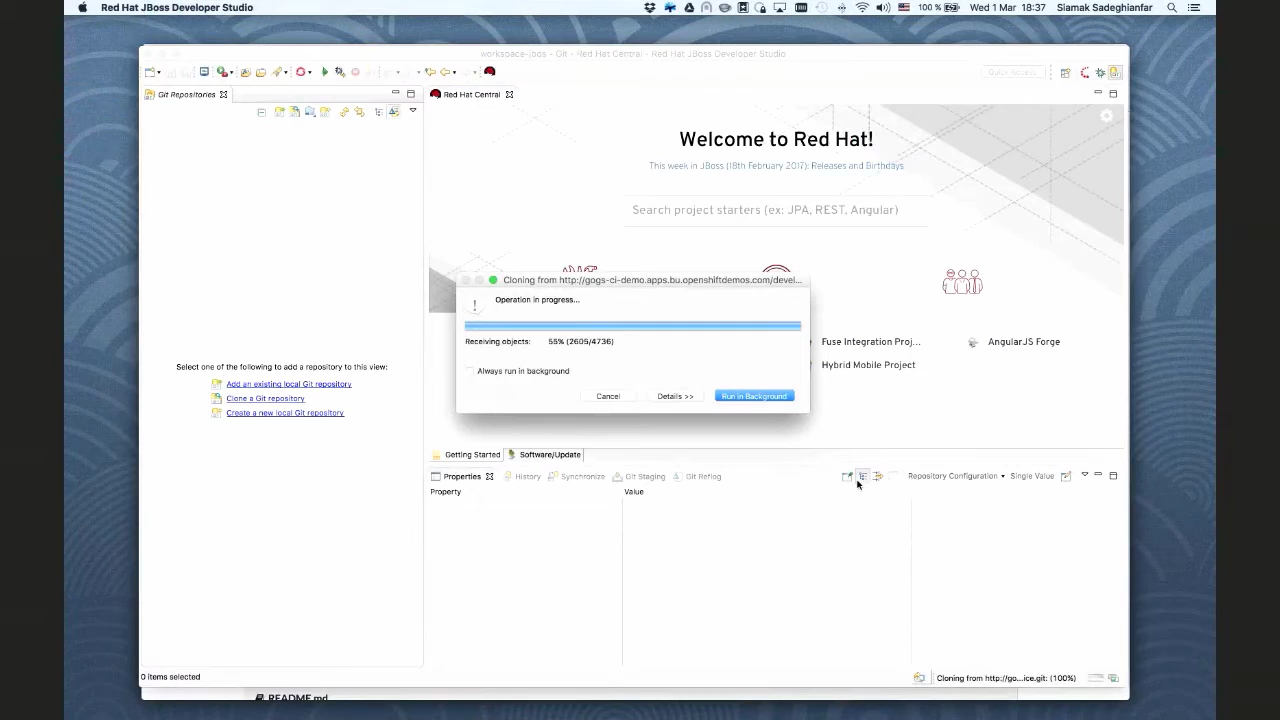 Red Hat JBoss Developer Studio
100 %
Wed 1 Mar 18:37
Siamak Sadeghianfar
workspace-jbds - Git - Red Hat Central - Red Hat JBoss Developer Studio
Quick Access
Git Repositories
Red Hat Central
Welcome to Red Hat!
This week in JBoss (18th February 2017): Releases and Birthdays
Search project starters (ex: JPA, REST, Angular)
Cloning from http://gogs-ci-demo.apps.bu.openshiftdemos.com/devel...
Operation in progress...
Receiving objects: 55% (2605/4736)
Always run in background
Cancel
Details >>
Run in Background
Fuse Integration Proj...
AngularJS Forge
Hybrid Mobile Project
Select one of the following to add a repository to this view:
Add an existing local Git repository
Clone a Git repository
Create a new local Git repository
Getting Started
Software/Update
Properties
History
Synchronize
Git Staging
Git Reflog
Repository Configuration
Single Value
Property
Value
0 items selected
Cloning from http://go...ice.git: (100%)
README.md